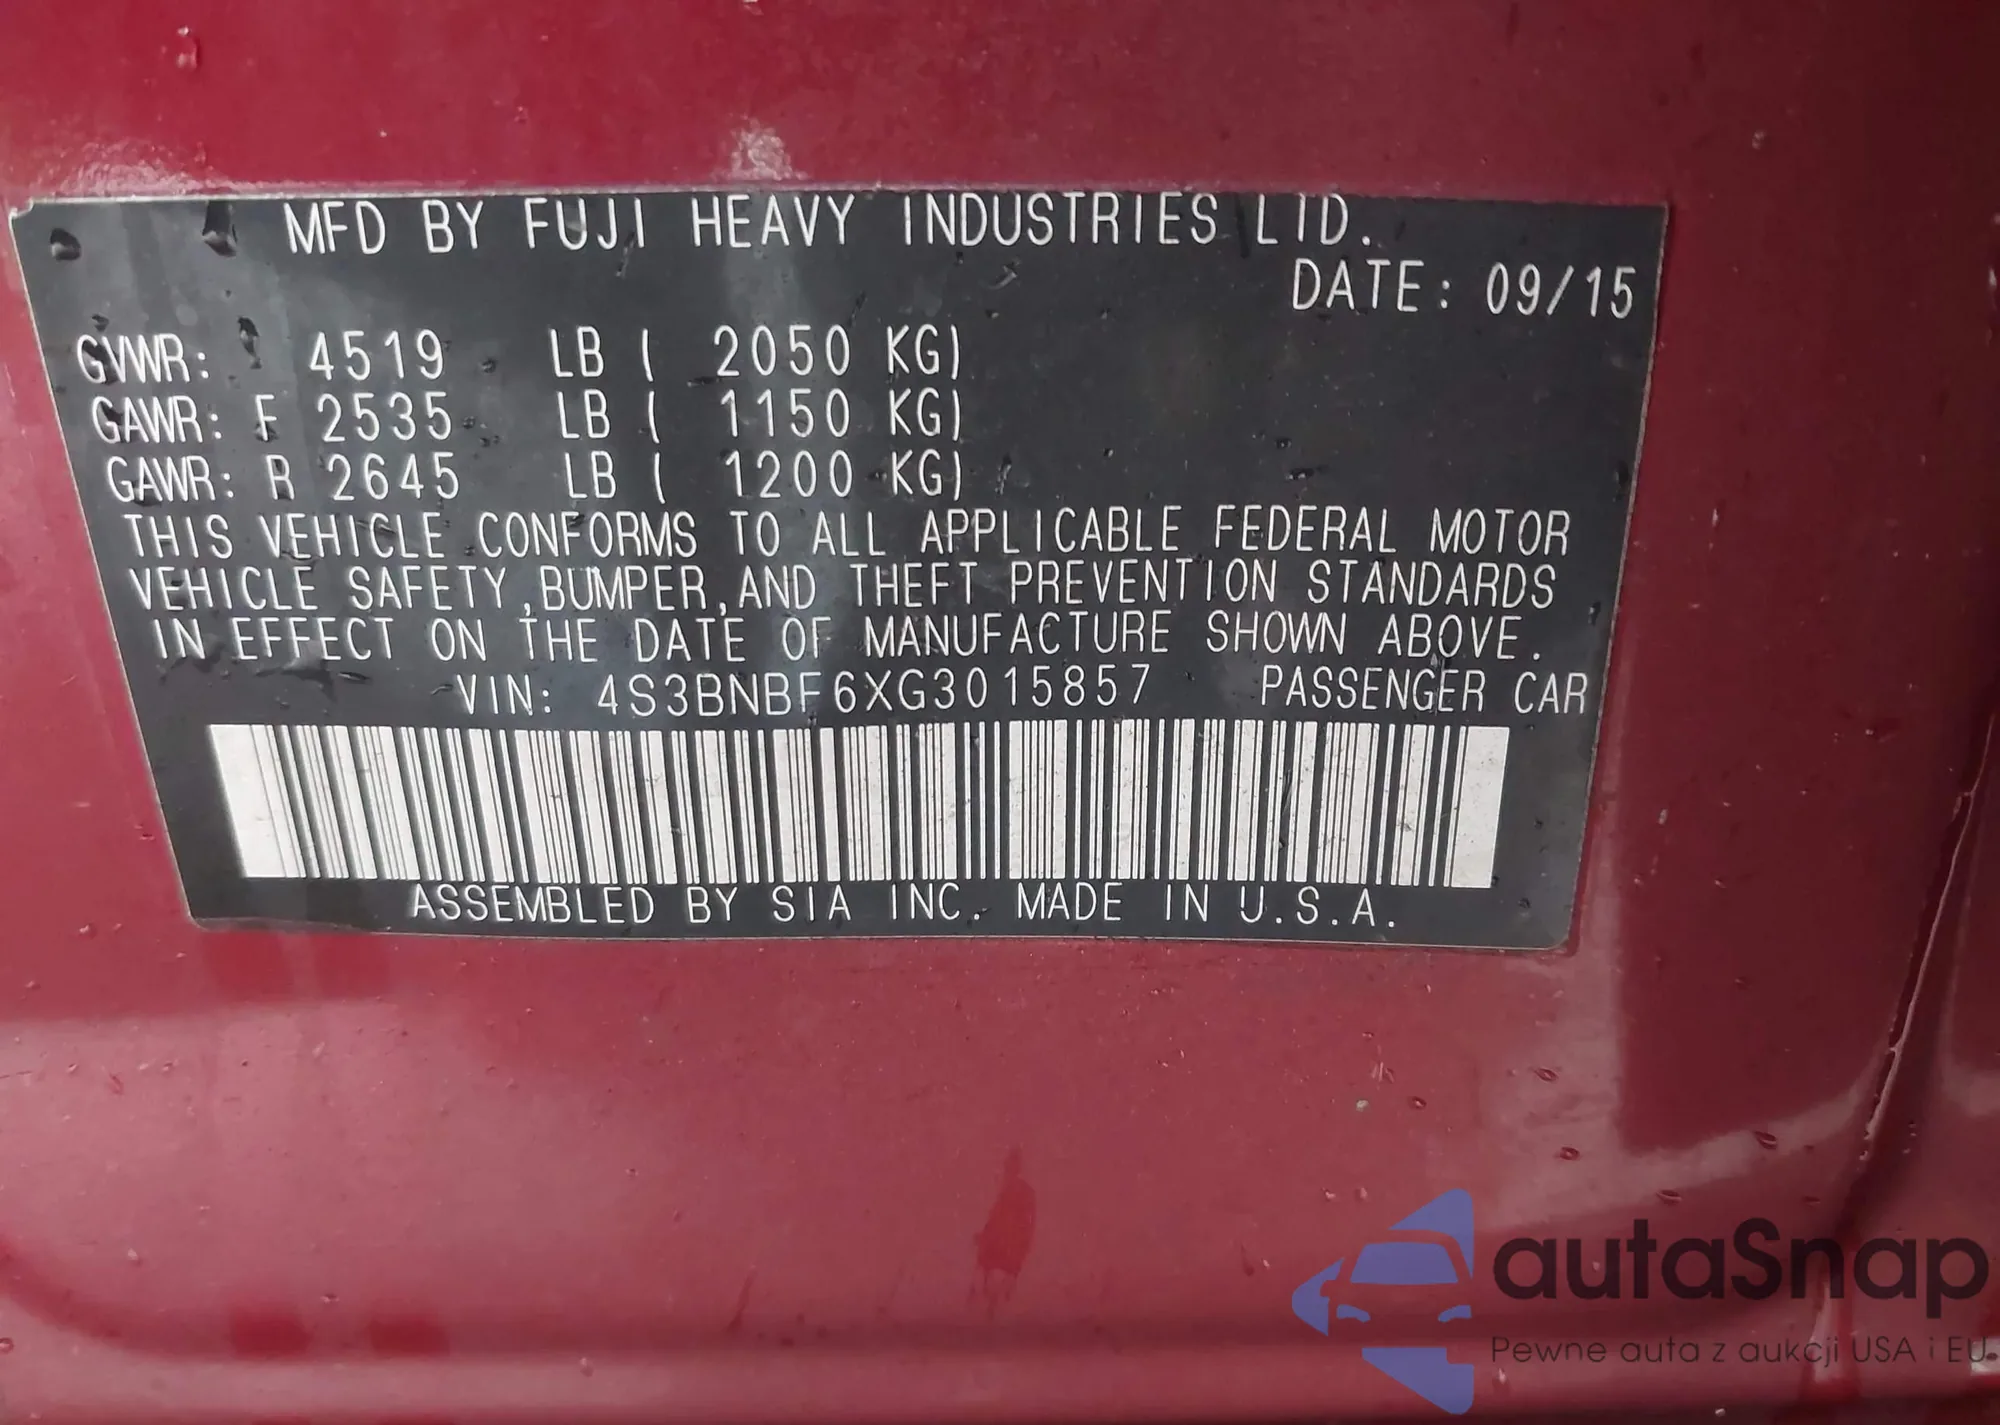 MFD BY FUJI HEAVY INDUSTRIES LTD.
DATE: 09/15
GVWR: 4519 LB ( 2050 KG)
GAWR: F 2535 LB ( 1150 KG)
GAWR: R 2645 LB ( 1200 KG)
THIS VEHICLE CONFORMS TO ALL APPLICABLE FEDERAL MOTOR
VEHICLE SAFETY,BUMPER,AND THEFT PREVENTION STANDARDS
IN EFFECT ON THE DATE OF MANUFACTURE SHOWN ABOVE.
VIN: 4S3BNBF6XG3015857 PASSENGER CAR
ASSEMBLED BY SIA INC. MADE IN U.S.A.
autaSnap
Pewne auta z aukcji USA i EU